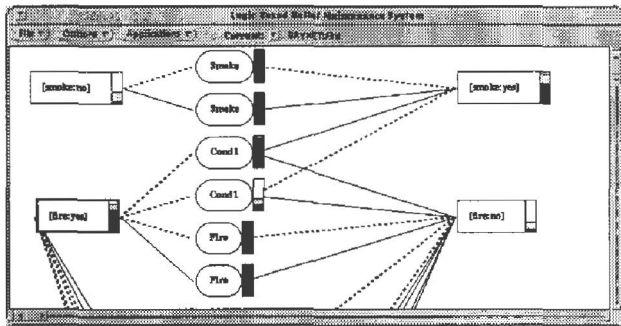 Logic Based Belief Maintenance System
File Options Applications Current:
Smoke
[smoke:no] [smoke:yes]
Smoke
Cond1
Cond1
[fire:yes] [fire:no]
Fire
Fire